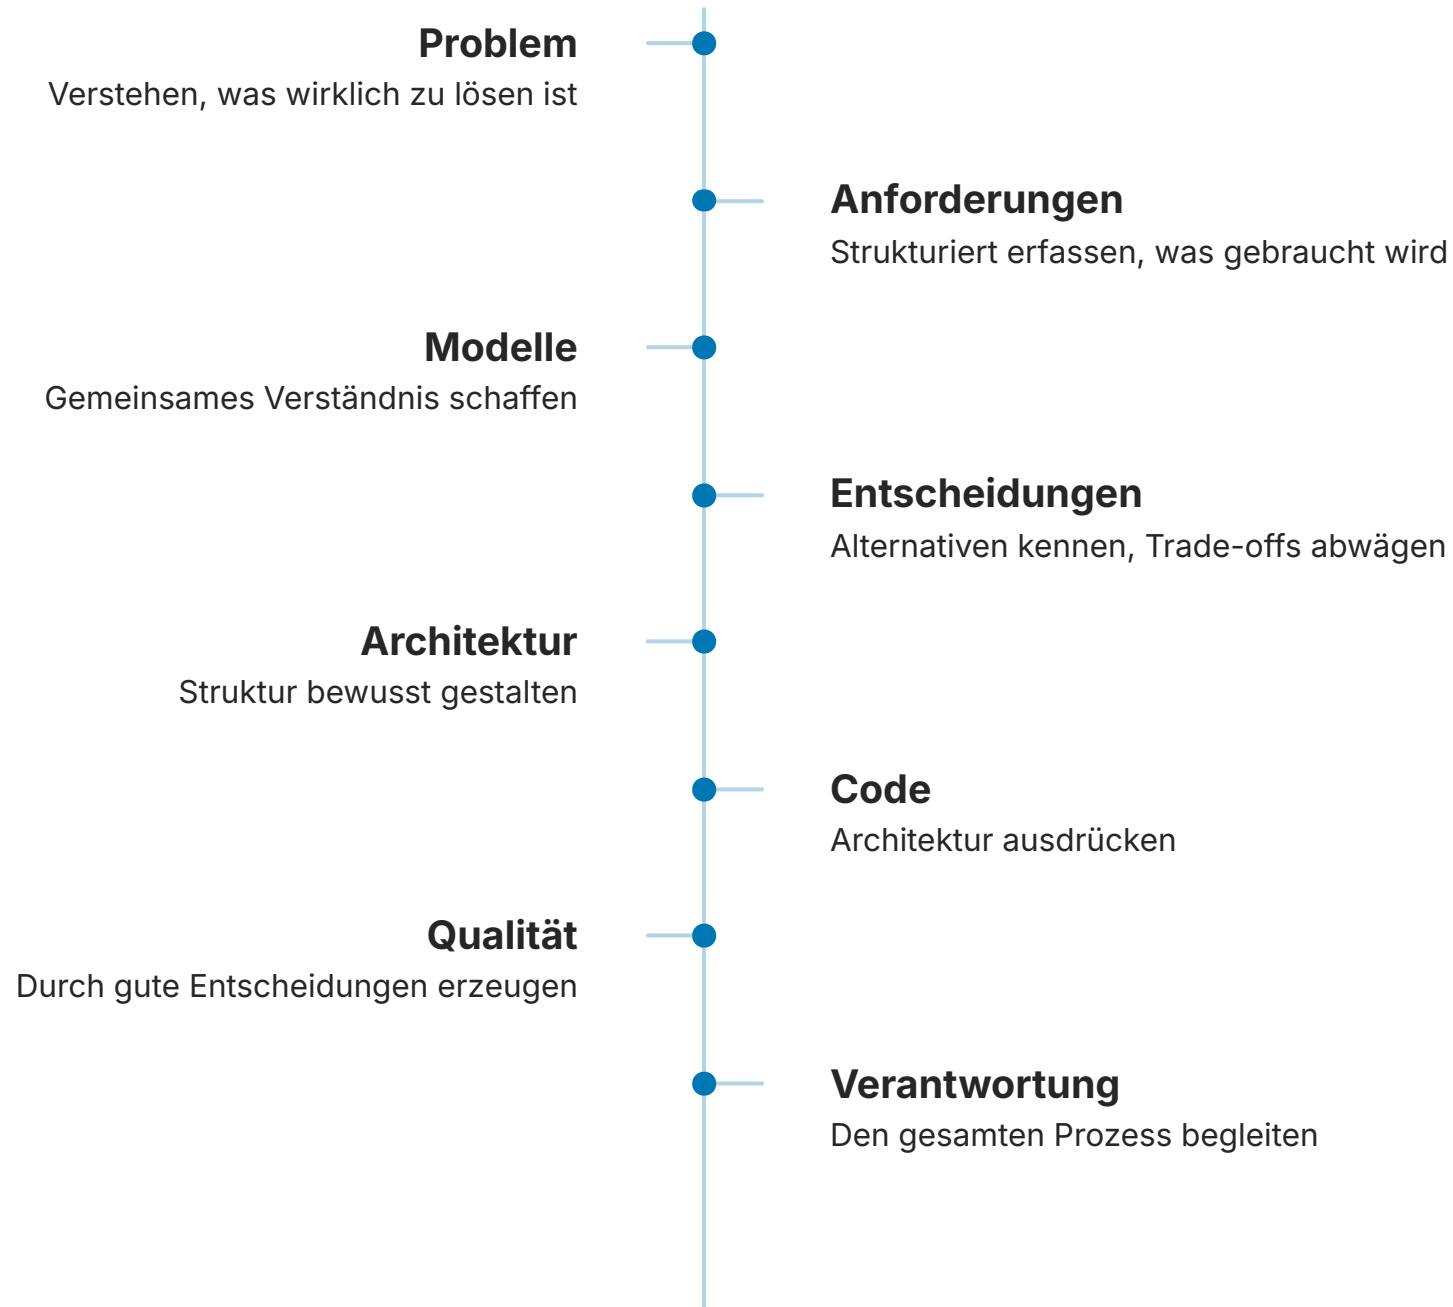 Problem
Verstehen, was wirklich zu lösen ist
Anforderungen
Strukturiert erfassen, was gebraucht wird
Modelle
Gemeinsames Verständnis schaffen
Entscheidungen
Alternativen kennen, Trade-offs abwägen
Architektur
Struktur bewusst gestalten
Code
Architektur ausdrücken
Qualität
Durch gute Entscheidungen erzeugen
Verantwortung
Den gesamten Prozess begleiten